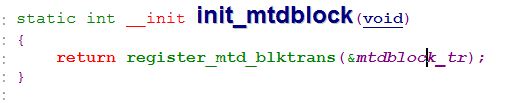 static int __init init_mtdblock(void)
{
return register_mtd_blktrans(&mtdblock_tr);
}